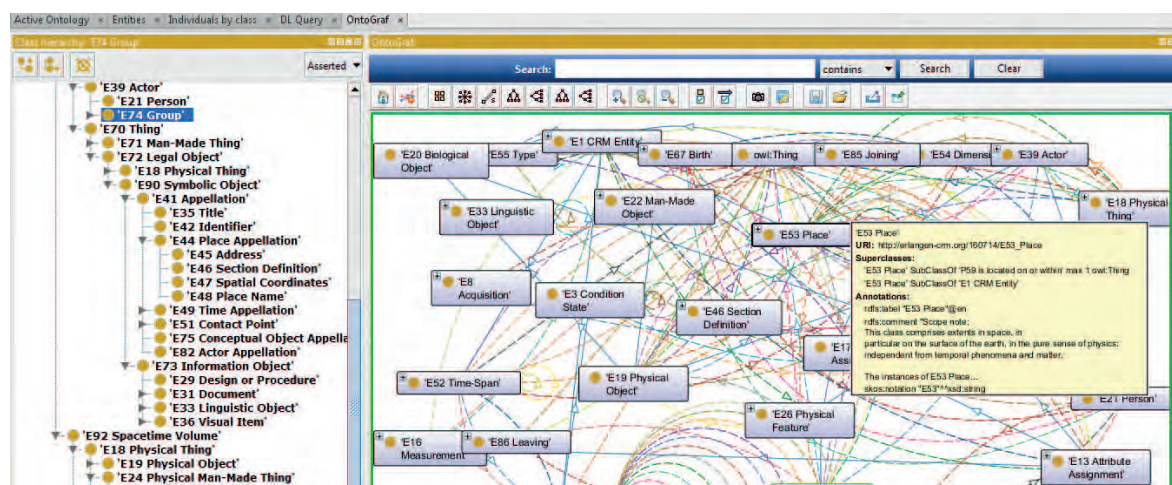 Active Ontology × Entities × Individuals by class × DL Query × OntoGraf ×
Class hierarchy: 'E74 Group'
Asserted
'E39 Actor'
'E21 Person'
'E74 Group'
'E70 Thing'
'E71 Man-Made Thing'
'E72 Legal Object'
'E18 Physical Thing'
'E90 Symbolic Object'
'E41 Appellation'
'E35 Title'
'E42 Identifier'
'E44 Place Appellation'
'E45 Address'
'E46 Section Definition'
'E47 Spatial Coordinates'
'E48 Place Name'
'E49 Time Appellation'
'E51 Contact Point'
'E75 Conceptual Object Appella
'E82 Actor Appellation'
'E73 Information Object'
'E29 Design or Procedure'
'E31 Document'
'E33 Linguistic Object'
'E36 Visual Item'
'E92 Spacetime Volume'
'E18 Physical Thing'
'E19 Physical Object'
'E24 Physical Man-Made Thing'
OntoGraf
Search:
contains
Search
Clear
'E20 Biological
Object'
'E55 Type'
'E1 CRM Entity'
'E67 Birth'
owl:Thing
'E85 Joining'
'E54 Dimensi
'E39 Actor'
'E33 Linguistic
Object'
'E22 Man-Made
Object'
'E18 Physical
Thing'
'E53 Place'
'E53 Place'
URI: http://erlangen-crm.org/160714/E53_Place
Superclasses:
'E53 Place' SubClassOf 'P59 is located on or within' max 1 owl:Thing
'E53 Place' SubClassOf 'E1 CRM Entity'
Annotations:
rdfs:label "E53 Place"@en
rdfs:comment "Scope note:
This class comprises extents in space, in
particular on the surface of the earth, in the pure sense of physics:
independent from temporal phenomena and matter.
The instances of E53 Place...
skos:notation "E53"^^xsd:string
'E8
Acquisition'
'E3 Condition
State'
'E46 Section
Definition'
'E17
Assi
'E52 Time-Span'
'E19 Physical
Object'
'E21 Person'
'E26 Physical
Feature'
'E16
Measurement'
'E86 Leaving'
'E13 Attribute
Assignment'